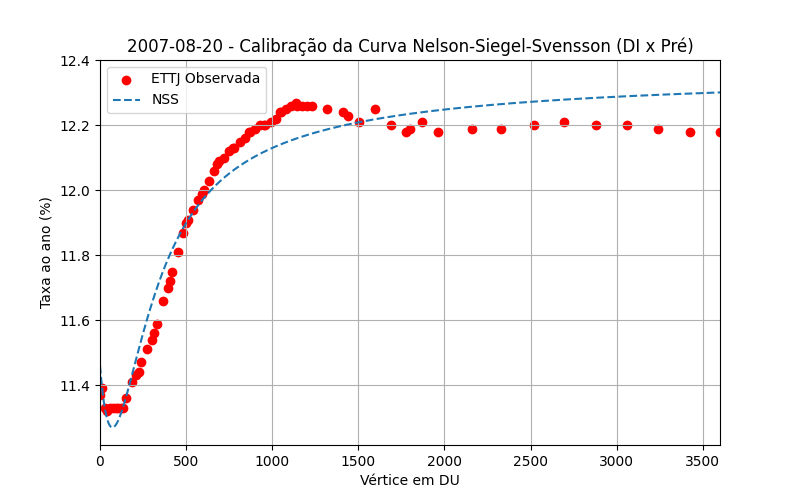 2007-08-20 - Calibração da Curva Nelson-Siegel-Svensson (DI x Pré)
ETTJ Observada
NSS
Taxa ao ano (%)
12.4
12.2
12.0
11.8
11.6
11.4
0 500 1000 1500 2000 2500 3000 3500
Vértice em DU